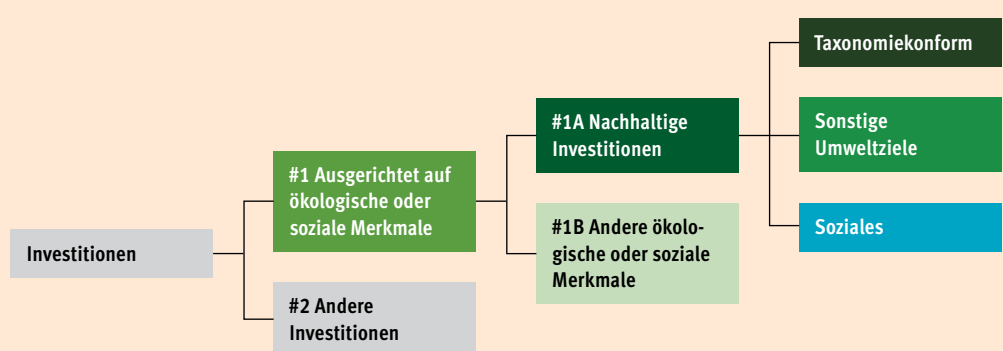 Investitionen
#1 Ausgerichtet auf
ökologische oder
soziale Merkmale
#2 Andere
Investitionen
#1A Nachhaltige
Investitionen
#1B Andere ökolo-
gische oder soziale
Merkmale
Taxonomiekonform
Sonstige
Umweltziele
Soziales